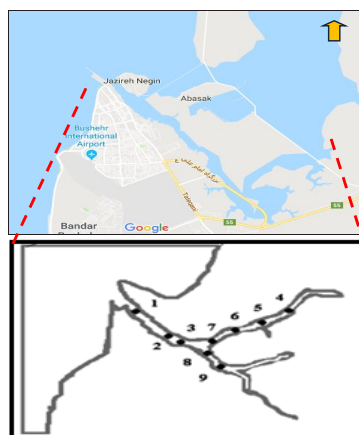 Jazireh Negin
Abasak
Bushehr
International
Airport
Taleqani
55
Bandar
Google
55
1
4
5
6
7
3
2
8
9